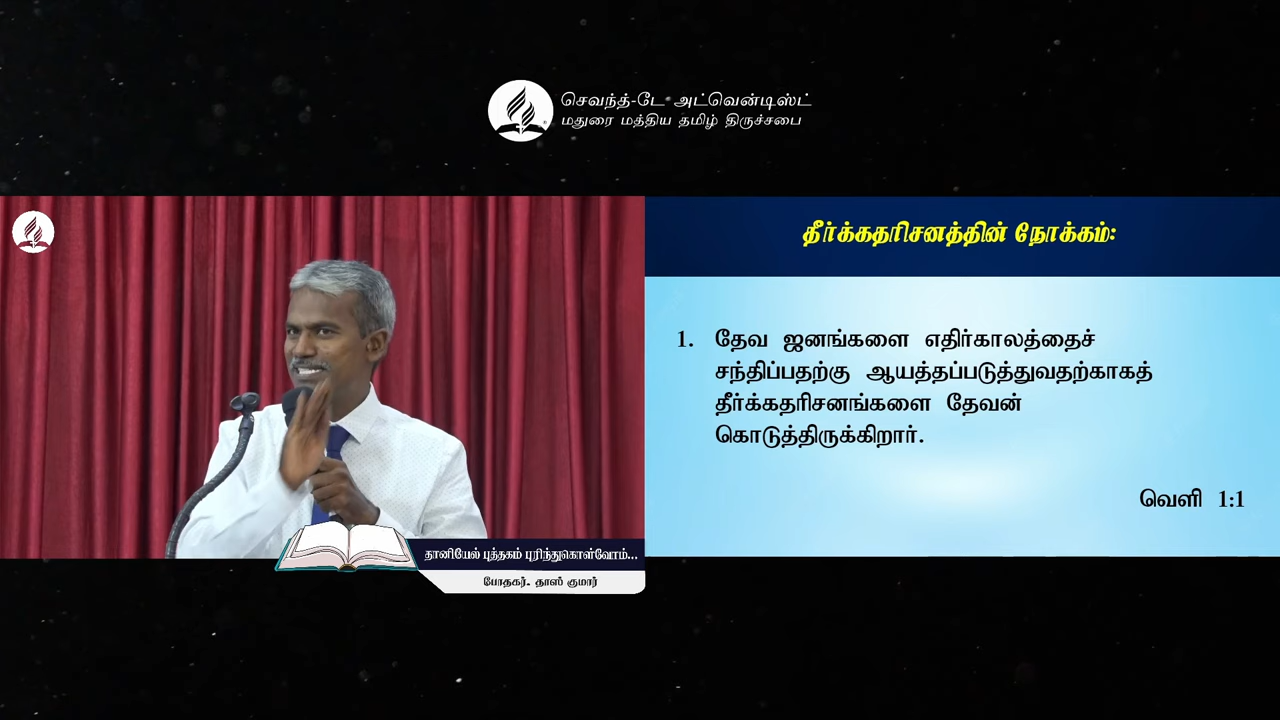 செவந்த்-டே அட்வென்டிஸ்ட்
மதுரை மத்திய தமிழ் திருச்சபை
தீர்க்கதரிசனத்தின் நோக்கம்:
1. தேவ ஜனங்களை எதிர்காலத்தைச்
சந்திப்பதற்கு ஆயத்தப்படுத்துவதற்காகத்
தீர்க்கதரிசனங்களை தேவன்
கொடுத்திருக்கிறார்.
வெளி 1:1
தானியேல் புத்தகம் புரிந்துகொள்வோம்...
போதகர். தாஸ் குமார்